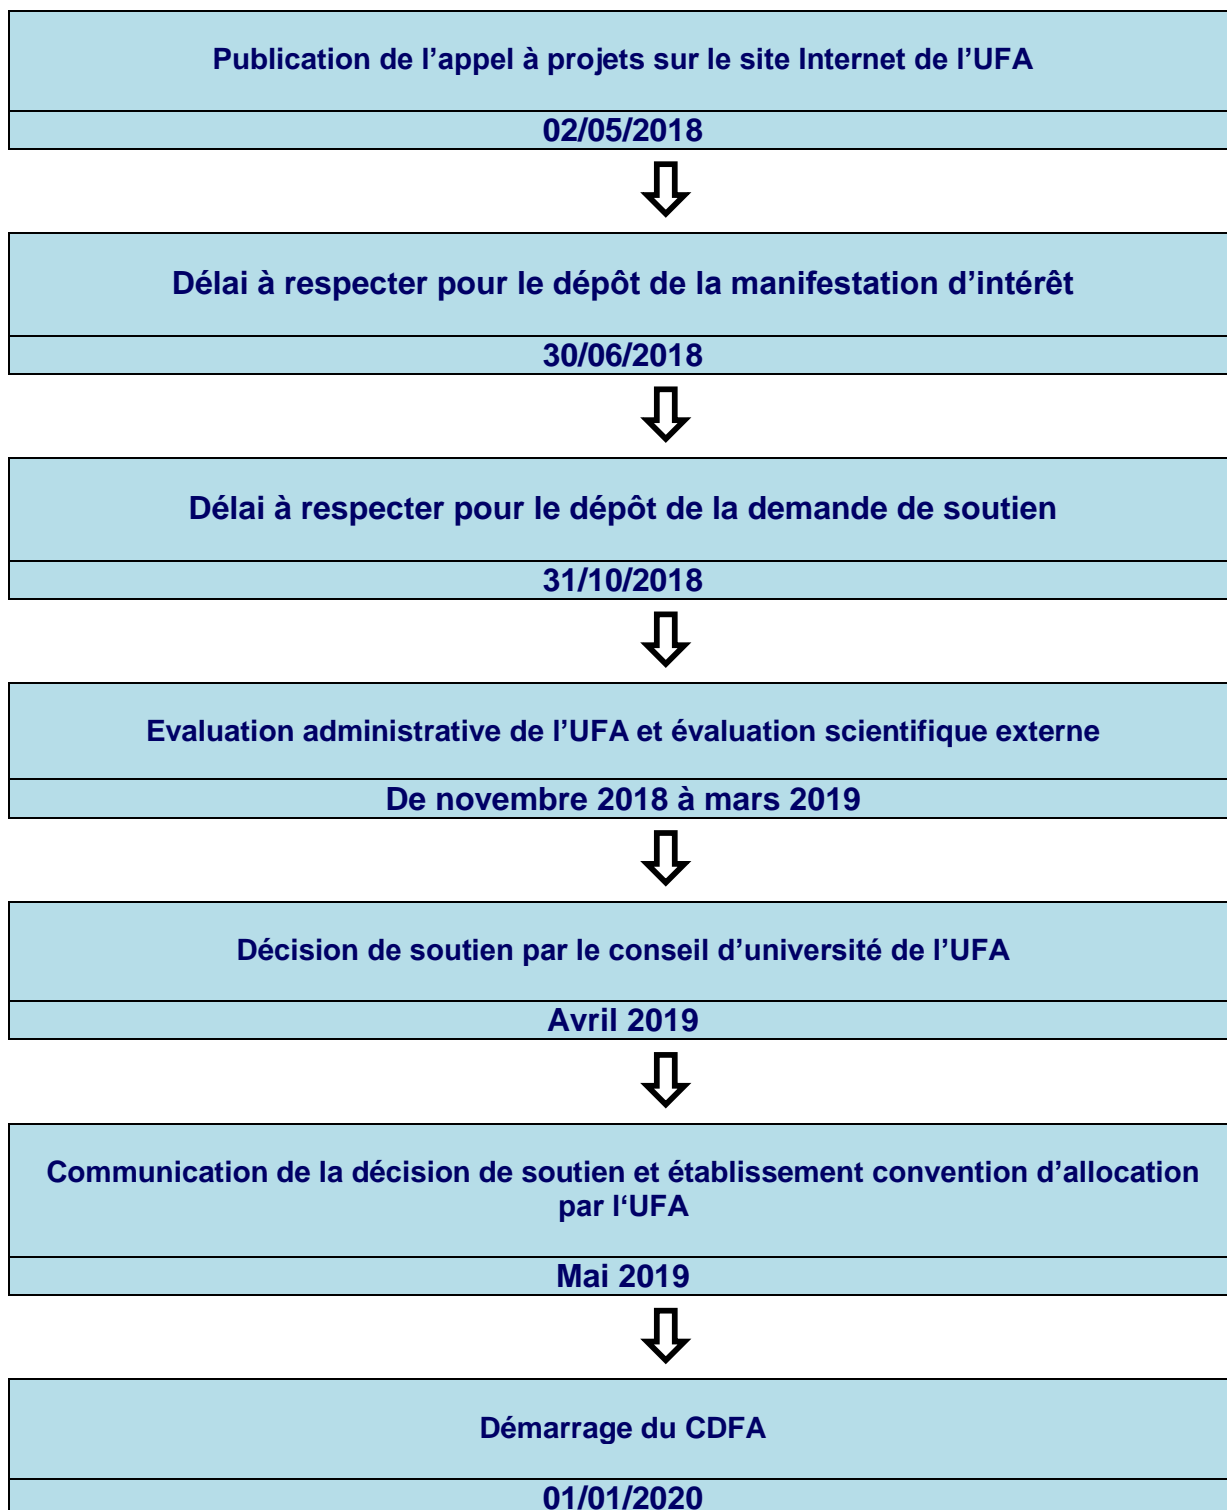 Publication de l’appel à projets sur le site Internet de l’UFA
02/05/2018
Délai à respecter pour le dépôt de la manifestation d’intérêt
30/06/2018
Délai à respecter pour le dépôt de la demande de soutien
31/10/2018
Evaluation administrative de l’UFA et évaluation scientifique externe
De novembre 2018 à mars 2019
Décision de soutien par le conseil d’université de l’UFA
Avril 2019
Communication de la décision de soutien et établissement convention d’allocation
par l‘UFA
Mai 2019
Démarrage du CDFA
01/01/2020